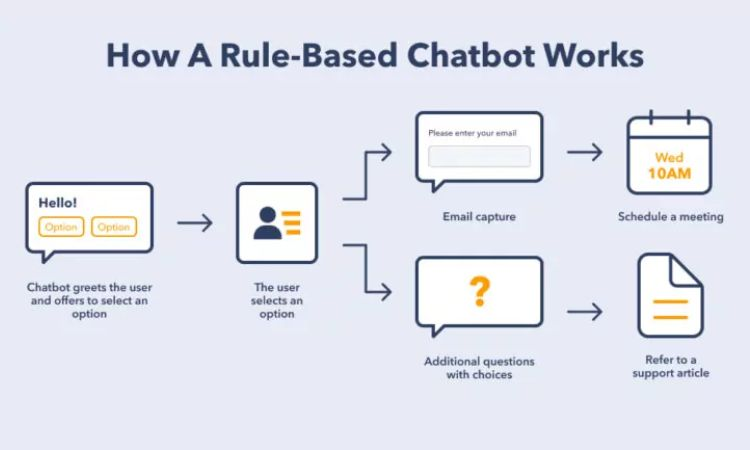 How A Rule-Based Chatbot Works
Hello!
Option Option
Chatbot greets the user
and offers to select an
option
The user
selects an
option
Please enter your email
Email capture
Wed
10AM
Schedule a meeting
?
Additional questions
with choices
Refer to a
support article